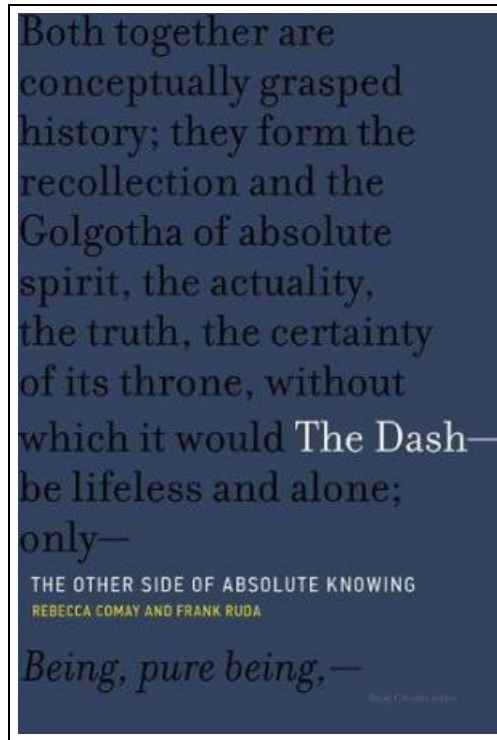 Both together are
conceptually grasped
history; they form the
recollection and the
Golgotha of absolute
spirit, the actuality,
the truth, the certainty
of its throne, without
which it would The Dash—
be lifeless and alone;
only—
THE OTHER SIDE OF ABSOLUTE KNOWING
REBECCA COMAY AND FRANK RUDA
Being, pure being,—